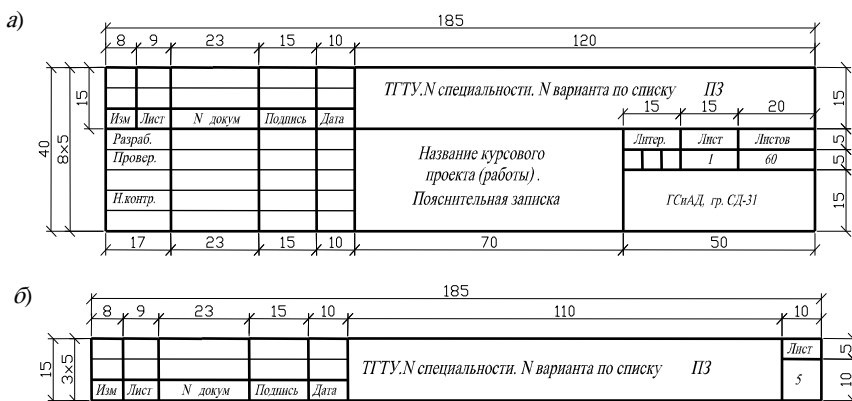 а)
185
8 9 23 15 10 120
ТГТУ.N специальности. N варианта по списку ПЗ
40 8×5 15
15 15 20 15
Изм Лист N докум Подпись Дата
Разраб. Литер. Лист Листов 5
Провер. Название курсового 1 60 5
проекта (работы) .
Н.контр. Пояснительная записка ГСиАД, гр. СД-31 15
17 23 15 10 70 50
б)
185
8 9 23 15 10 110 10
15 3×5 ТГТУ.N специальности. N варианта по списку ПЗ Лист 5
Изм Лист N докум Подпись Дата 5 10